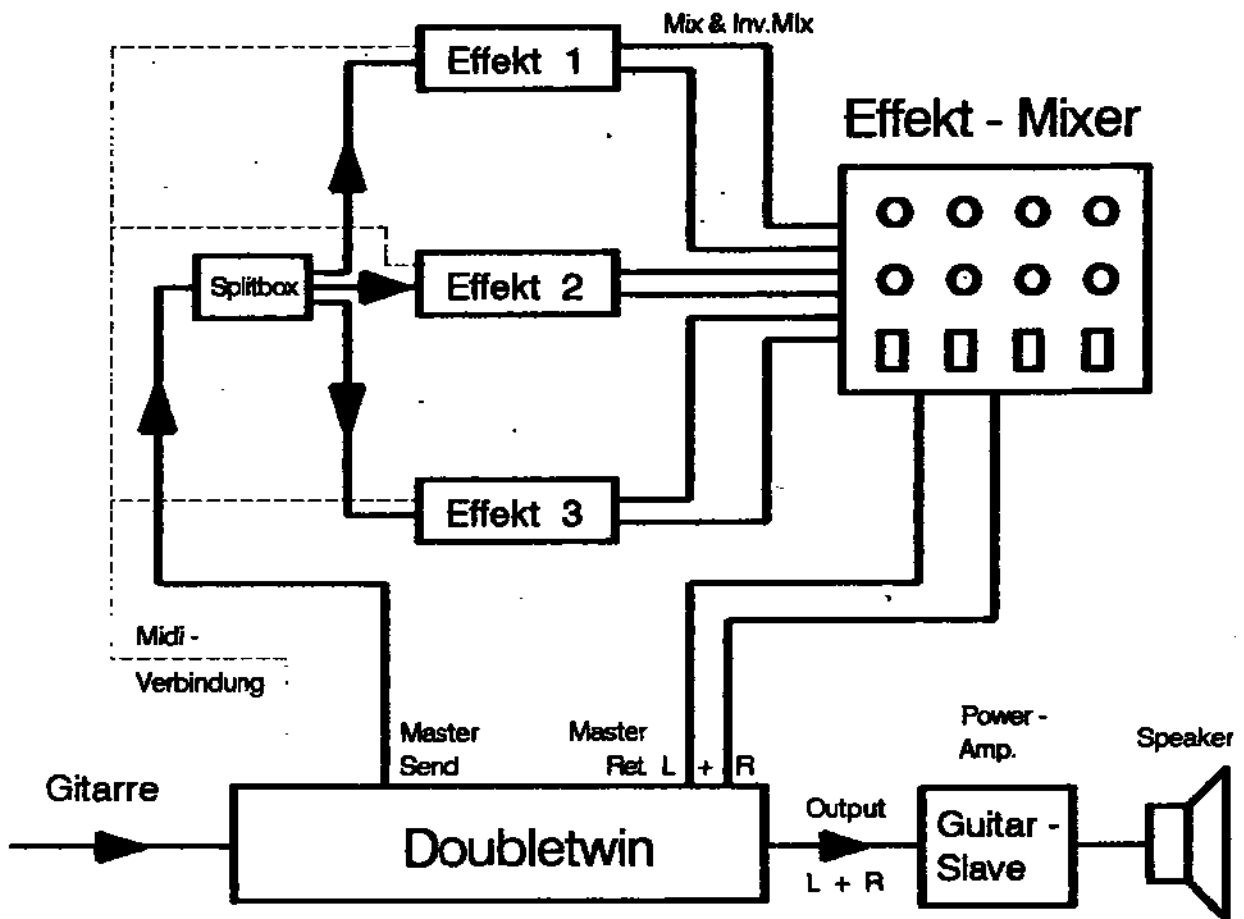 Mix & Inv.MIx
Effekt 1
Effekt - Mixer
Splitbox
Effekt 2
Effekt 3
Midi -
Verbindung
Master
Send
Master
Ret. L + R
Power -
Amp.
Speaker
Gitarre
Doubletwin
Output
L + R
Guitar -
Slave